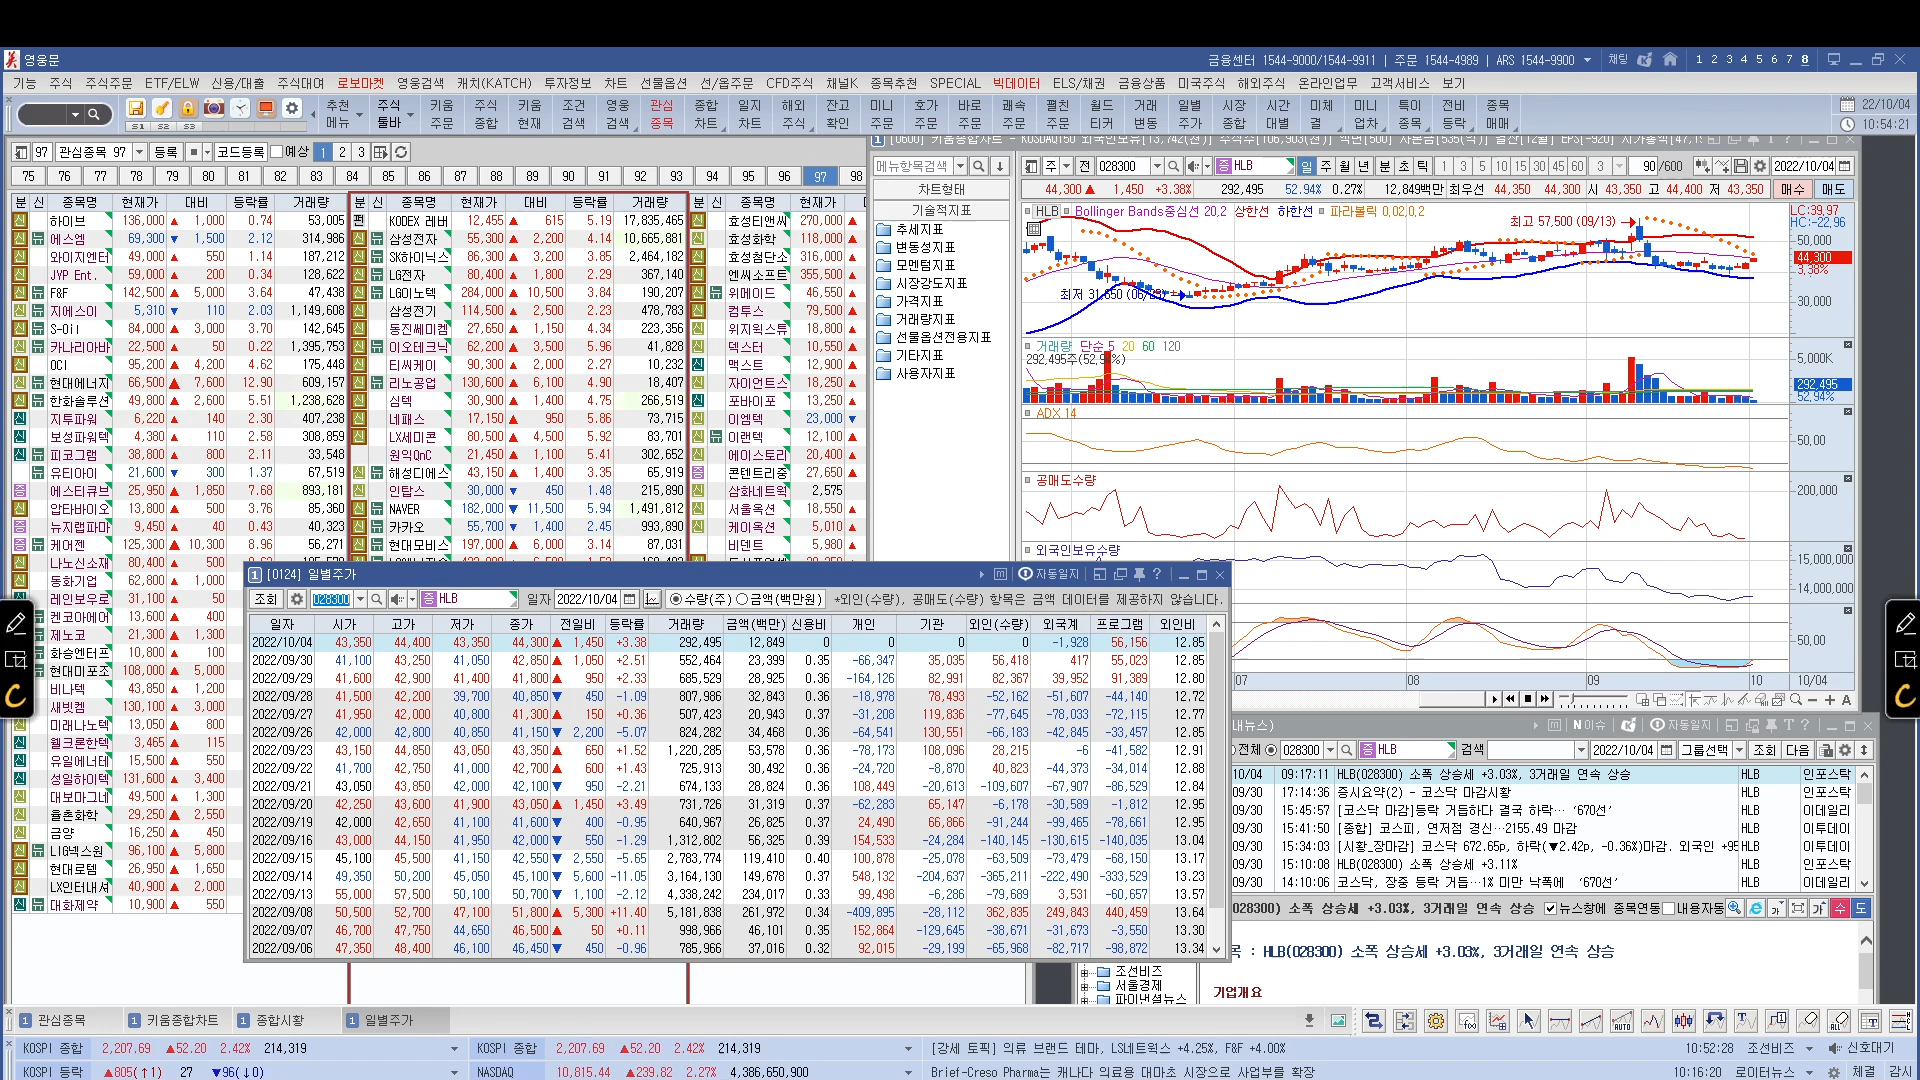 영웅문
금융센터 1544-9000/1544-9911 | 주문 1544-4989 | ARS 1544-9900 채팅 1 2 3 4 5 6 7 8
기능 주식 주식주문 ETF/ELW 신용/대출 주식대여 로보마켓 영웅검색 캐치(KATCH) 투자정보 차트 선물옵션 선/옵주문 CFD주식 채널K 종목추천 SPECIAL 빅데이터 ELS/채권 금융상품 미국주식 해외주식 온라인업무 고객서비스 보기
추천메뉴 주식툴바 키움주문 주식종합 키움현재 조건검색 영웅검색 관심종목 종합차트 일지차트 해외주식 잔고확인 미니주문 호가주문 바로주문 쾌속주문 펼친주문 월드티커 거래변동 일별주가 시장종합 시간대별 미체결 미니업차 특이종목 전비등락 종목매매
S1 S2 S3
22/10/04
10:54:21
97 관심종목 97 등록 코드등록 예상 1 2 3
75 76 77 78 79 80 81 82 83 84 85 86 87 88 89 90 91 92 93 94 95 96 97 98
분 신 종목명 현재가 대비 등락률 거래량
하이브 136,000 ▲ 1,000 0.74 53,005
에스엠 69,300 ▼ 1,500 2.12 314,986
와이지엔터 49,000 ▲ 550 1.14 187,212
JYP Ent. 59,000 ▲ 200 0.34 128,622
F&F 142,500 ▲ 5,000 3.64 47,438
지에스이 5,310 ▼ 110 2.03 1,149,608
S-Oil 84,000 ▲ 3,000 3.70 142,645
카나리아바 22,500 ▲ 50 0.22 1,395,753
OCI 95,200 ▲ 4,200 4.62 175,448
현대에너지 66,500 ▲ 7,600 12.90 609,157
한화솔루션 49,800 ▲ 2,600 5.51 1,238,628
지투파워 6,220 ▲ 140 2.30 407,238
보성파워텍 4,380 ▲ 110 2.58 308,859
피코그램 38,800 ▲ 800 2.11 33,548
유티아이 21,600 ▼ 300 1.37 67,519
에스티큐브 25,950 ▲ 1,850 7.68 893,181
압타바이오 13,800 ▲ 500 3.76 85,360
뉴지랩파마 9,450 ▲ 40 0.43 40,323
케어젠 125,300 ▲ 10,300 8.96 56,271
나노신소재 80,400 ▲ 500
동화기업 62,800 ▲ 1,000
레인보우로 31,100 ▲ 50
켄코아에어 13,600 ▲ 400
제노코 21,300 ▲ 1,300
화승엔터프 10,800 ▲ 100
현대미포조 108,000 ▲ 5,000
비나텍 43,850 ▲ 1,200
새빗켐 130,100 ▲ 3,000
미래나노텍 13,050 ▲ 800
웰크론한텍 3,465 ▲ 115
유일에너테 15,500 ▲ 550
성일하이텍 131,600 ▲ 3,400
대보마그네 49,500 ▲ 1,300
율촌화학 29,250 ▲ 2,550
금양 16,250 ▲ 450
LIG넥스원 96,100 ▲ 5,800
현대로템 26,950 ▲ 1,650
LX인터내셔 40,900 ▲ 2,000
대화제약 10,900 ▲ 550
분 신 종목명 현재가 대비 등락률 거래량
KODEX 레버 12,455 ▲ 615 5.19 17,835,465
삼성전자 55,300 ▲ 2,200 4.14 10,665,881
SK하이닉스 86,300 ▲ 3,200 3.85 2,464,182
LG전자 80,400 ▲ 1,800 2.29 367,140
LG이노텍 284,000 ▲ 10,500 3.84 190,207
삼성전기 114,500 ▲ 2,500 2.23 478,783
동진쎄미켐 27,650 ▲ 1,150 4.34 223,356
이오테크닉 62,200 ▲ 3,500 5.96 41,828
티씨케이 90,300 ▲ 2,000 2.27 10,232
리노공업 130,600 ▲ 6,100 4.90 18,407
심텍 30,900 ▲ 1,400 4.75 266,519
네패스 17,150 ▲ 950 5.86 73,715
LX세미콘 80,500 ▲ 4,500 5.92 83,701
원익QnC 21,450 ▲ 1,100 5.41 302,652
해성디에스 43,150 ▲ 1,400 3.35 65,919
인탑스 30,000 ▼ 450 1.48 215,890
NAVER 182,000 ▼ 11,500 5.94 1,491,812
카카오 55,700 ▼ 1,400 2.45 993,890
현대모비스 197,000 ▲ 6,000 3.14 87,031
분 신 종목명 현재가
효성티앤씨 270,000 ▲
효성화학 118,000 ▲
효성첨단소 316,000 ▲
엔씨소프트 355,500 ▲
위메이드 46,550 ▲
컴투스 79,500 ▲
위지윅스튜 18,800 ▲
덱스터 10,550 ▲
맥스트 12,900 ▲
자이언트스 18,250 ▲
포바이포 13,250 ▲
이엠텍 23,000 ▼
이랜텍 12,100 ▲
에이스토리 20,400 ▲
콘텐트리중 27,650 ▲
삼화네트웍 2,575
서울옥션 18,550 ▲
케이옥션 5,010 ▲
비덴트 5,980 ▲
메뉴항목검색
차트형태
기술적지표
추세지표
변동성지표
모멘텀지표
시장강도지표
가격지표
거래량지표
선물옵션전용지표
기타지표
사용자지표
주 전 028300 HLB 일 주 월 년 분 초 틱 1 3 5 10 15 30 45 60 3 90 /600 2022/10/04
44,300 ▲ 1,450 +3.38% 292,495 52.94% 0.27% 12,849백만 최우선 44,350 44,300 시 43,350 고 44,400 저 43,350 매수 매도
HLB Bollinger Bands중심선 20,2 상한선 하한선 파라볼릭 0,02,0,2
LC:39,97
HC:-22,96
최고 57,500 (09/13)
50,000
44,300
3,38%
30,000
거래량 단순 5 20 60 120
5,000K
292,495
52,94%
ADX 14
50,00
공매도수량
200,000
외국인보유수량
15,000,000
14,000,000
50,00
07 08 09 10 10/04
[0124] 일별주가 자동일지
조회 028300 HLB 일자 2022/10/04 수량(주) 금액(백만원) *외인(수량), 공매도(수량) 항목은 금액 데이터를 제공하지 않습니다.
일자 시가 고가 저가 종가 전일비 등락률 거래량 금액(백만) 신용비 개인 기관 외인(수량) 외국계 프로그램 외인비
2022/10/04 43,350 44,400 43,350 44,300 ▲ 1,450 +3.38 292,495 12,849 0 0 0 0 -1,928 56,156 12.85
2022/09/30 41,100 43,250 41,050 42,850 ▲ 1,050 +2.51 552,464 23,399 0.35 -66,347 35,035 56,418 417 55,023 12.85
2022/09/29 41,600 42,900 41,400 41,800 ▲ 950 +2.33 685,529 28,925 0.36 -164,126 82,991 82,367 39,952 91,389 12.80
2022/09/28 41,500 42,200 39,700 40,850 ▼ 450 -1.09 807,986 32,843 0.36 -18,978 78,493 -52,162 -51,607 -44,140 12.72
2022/09/27 41,950 42,000 40,800 41,300 ▲ 150 +0.36 507,423 20,943 0.37 -31,208 119,836 -77,645 -78,033 -72,115 12.77
2022/09/26 42,000 42,800 40,850 41,150 ▼ 2,200 -5.07 824,282 34,468 0.36 -64,541 130,551 -66,183 -42,845 -33,457 12.85
2022/09/23 43,150 44,850 43,050 43,350 ▲ 650 +1.52 1,220,285 53,578 0.36 -78,173 108,096 28,215 -6 -41,582 12.91
2022/09/22 41,700 42,750 41,000 42,700 ▲ 600 +1.43 725,913 30,492 0.36 -24,720 -8,870 40,823 -44,373 -34,014 12.88
2022/09/21 43,050 43,850 42,000 42,100 ▼ 950 -2.21 674,133 28,824 0.36 108,449 -20,613 -109,607 -67,907 -86,529 12.84
2022/09/20 42,250 43,600 41,900 43,050 ▲ 1,450 +3.49 731,726 31,319 0.37 -62,283 65,147 -6,178 -30,589 -1,812 12.95
2022/09/19 42,000 42,650 41,100 41,600 ▼ 400 -0.95 640,967 26,825 0.37 24,490 66,866 -91,244 -99,465 -78,661 12.95
2022/09/16 43,000 44,150 41,950 42,000 ▼ 550 -1.29 1,312,802 56,325 0.39 154,533 -24,284 -140,145 -130,615 -140,035 13.04
2022/09/15 45,100 45,500 41,150 42,550 ▼ 2,550 -5.65 2,783,774 119,410 0.40 100,878 -25,078 -63,509 -73,479 -68,150 13.17
2022/09/14 49,350 50,200 45,050 45,100 ▼ 5,600 -11.05 3,164,130 149,678 0.37 548,132 -204,637 -365,211 -222,490 -333,529 13.23
2022/09/13 55,000 57,500 50,100 50,700 ▼ 1,100 -2.12 4,338,242 234,017 0.33 99,498 -6,286 -79,689 3,531 -60,657 13.57
2022/09/08 50,500 52,700 47,100 51,800 ▲ 5,300 +11.40 5,181,838 261,972 0.34 -409,895 -28,112 362,835 249,843 440,459 13.64
2022/09/07 46,700 47,750 44,650 46,500 ▲ 50 +0.11 998,966 46,101 0.35 152,864 -129,645 -38,671 -31,673 -3,550 13.30
2022/09/06 47,350 48,400 46,100 46,450 ▼ 450 -0.96 785,966 37,016 0.32 92,015 -29,199 -65,968 -82,717 -98,872 13.34
내뉴스) N이슈 자동일지
전체 028300 HLB 검색 2022/10/04 그룹선택 조회 다음
10/04 09:17:11 HLB(028300) 소폭 상승세 +3.03%, 3거래일 연속 상승 HLB 인포스탁
09/30 17:14:36 증시요약(2) - 코스닥 마감시황 HLB 인포스탁
09/30 15:45:57 [코스닥 마감]등락 거듭하다 결국 하락… ‘670선’ HLB 이데일리
09/30 15:41:50 [종합] 코스피, 연저점 경신…2155.49 마감 HLB 이투데이
09/30 15:34:03 [시황_장마감] 코스닥 672.65p, 하락(▼2.42p, -0.36%)마감. 외국인 +95 HLB 이투데이
09/30 15:10:08 HLB(028300) 소폭 상승세 +3.11% HLB 인포스탁
09/30 14:10:06 코스닥, 장중 등락 거듭…1% 미만 낙폭에 ‘670선’ HLB 이데일리
028300) 소폭 상승세 +3.03%, 3거래일 연속 상승 뉴스창에 종목연동 내용자동 수 도
목 : HLB(028300) 소폭 상승세 +3.03%, 3거래일 연속 상승
조선비즈
서울경제
파이낸셜뉴스
기업개요
1 관심종목 1 키움종합차트 1 종합시황 1 일별주가
KOSPI 종합 2,207.69 ▲52.20 2.42% 214,319 KOSPI 종합 2,207.69 ▲52.20 2.42% 214,319 [강세 토픽] 의류 브랜드 테마, LS네트웍스 +4.25%, F&F +4.00% 10:52:28 조선비즈 신호대기
KOSPI 등락 ▲805(↑1) 27 ▼96(↓0) NASDAQ 10,815.44 ▲239.82 2.27% 4,386,650,900 Brief-Creso Pharma는 캐나다 의료용 대마초 시장으로 사업부를 확장 10:16:20 로이터뉴스 체결 감시